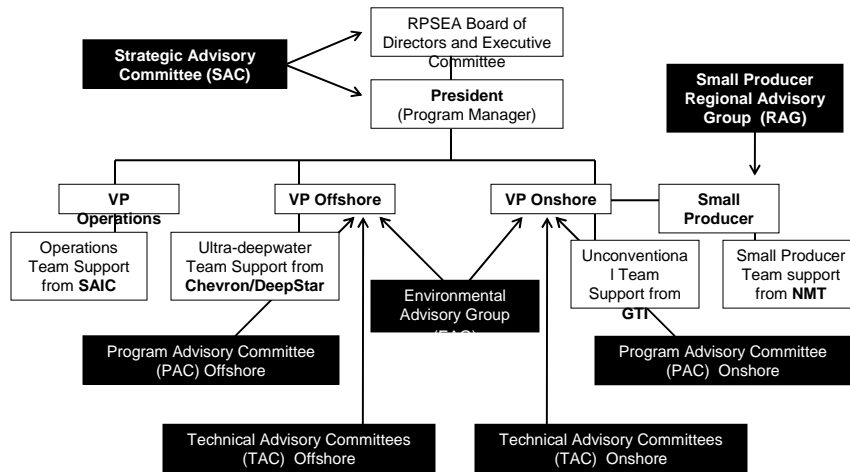 RPSEA Board of
Directors and Executive
Committee
Strategic Advisory
Committee (SAC)
President
(Program Manager)
Small Producer
Regional Advisory
Group (RAG)
VP
Operations
VP Offshore
VP Onshore
Small
Producer
Operations
Team Support
from SAIC
Ultra-deepwater
Team Support from
Chevron/DeepStar
Environmental
Advisory Group
(EAG)
Unconventiona
l Team
Support from
GTI
Small Producer
Team support
from NMT
Program Advisory Committee
(PAC) Offshore
Program Advisory Committee
(PAC) Onshore
Technical Advisory Committees
(TAC) Offshore
Technical Advisory Committees
(TAC) Onshore